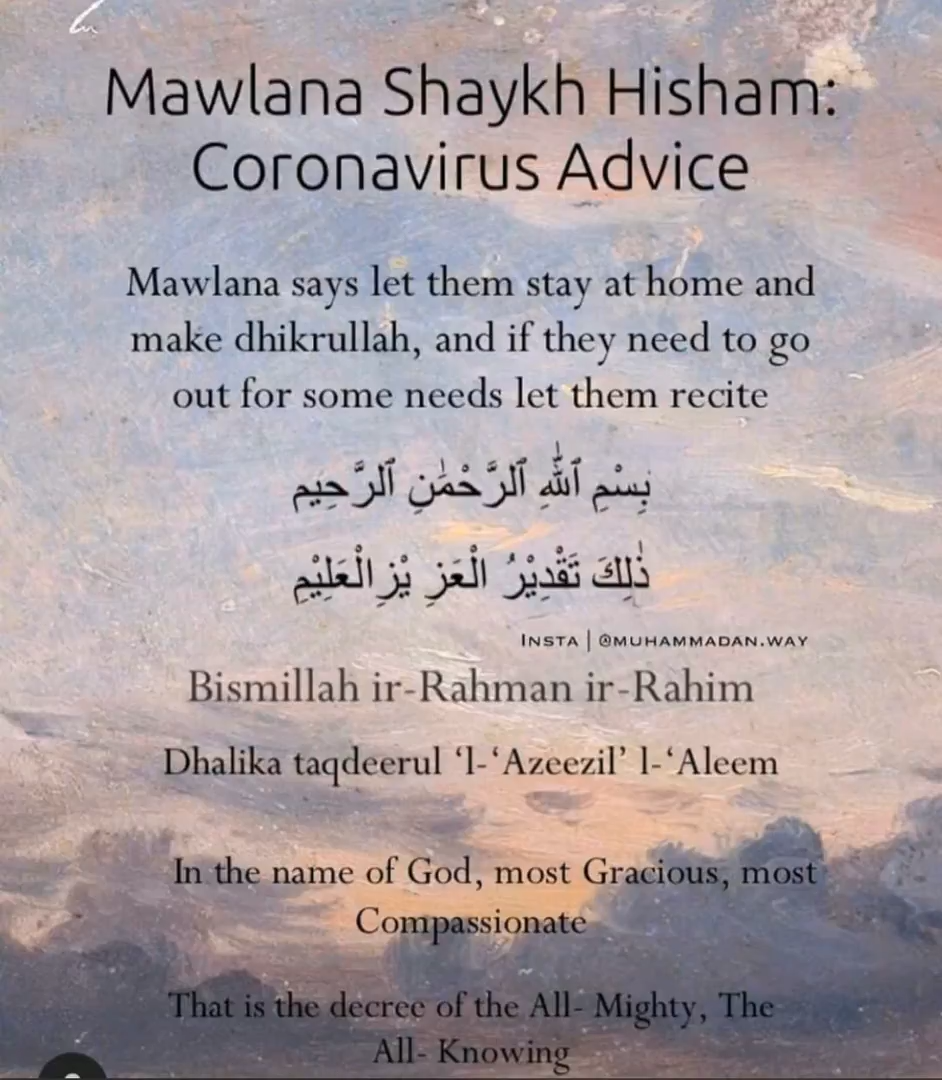 Mawlana Shaykh Hisham:
Coronavirus Advice
Mawlana says let them stay at home and
make dhikrullah, and if they need to go
out for some needs let them recite
بِسْمِ ٱللَّهِ ٱلرَّحْمَٰنِ ٱلرَّحِيمِ
ذٰلِكَ تَقْدِيْرُ الْعَزِ يْزِ الْعَلِيْمِ
INSTA | @MUHAMMADAN.WAY
Bismillah ir-Rahman ir-Rahim
Dhalika taqdeerul ‘l-‘Azeezil’ l-‘Aleem
In the name of God, most Gracious, most
Compassionate
That is the decree of the All- Mighty, The
All- Knowing